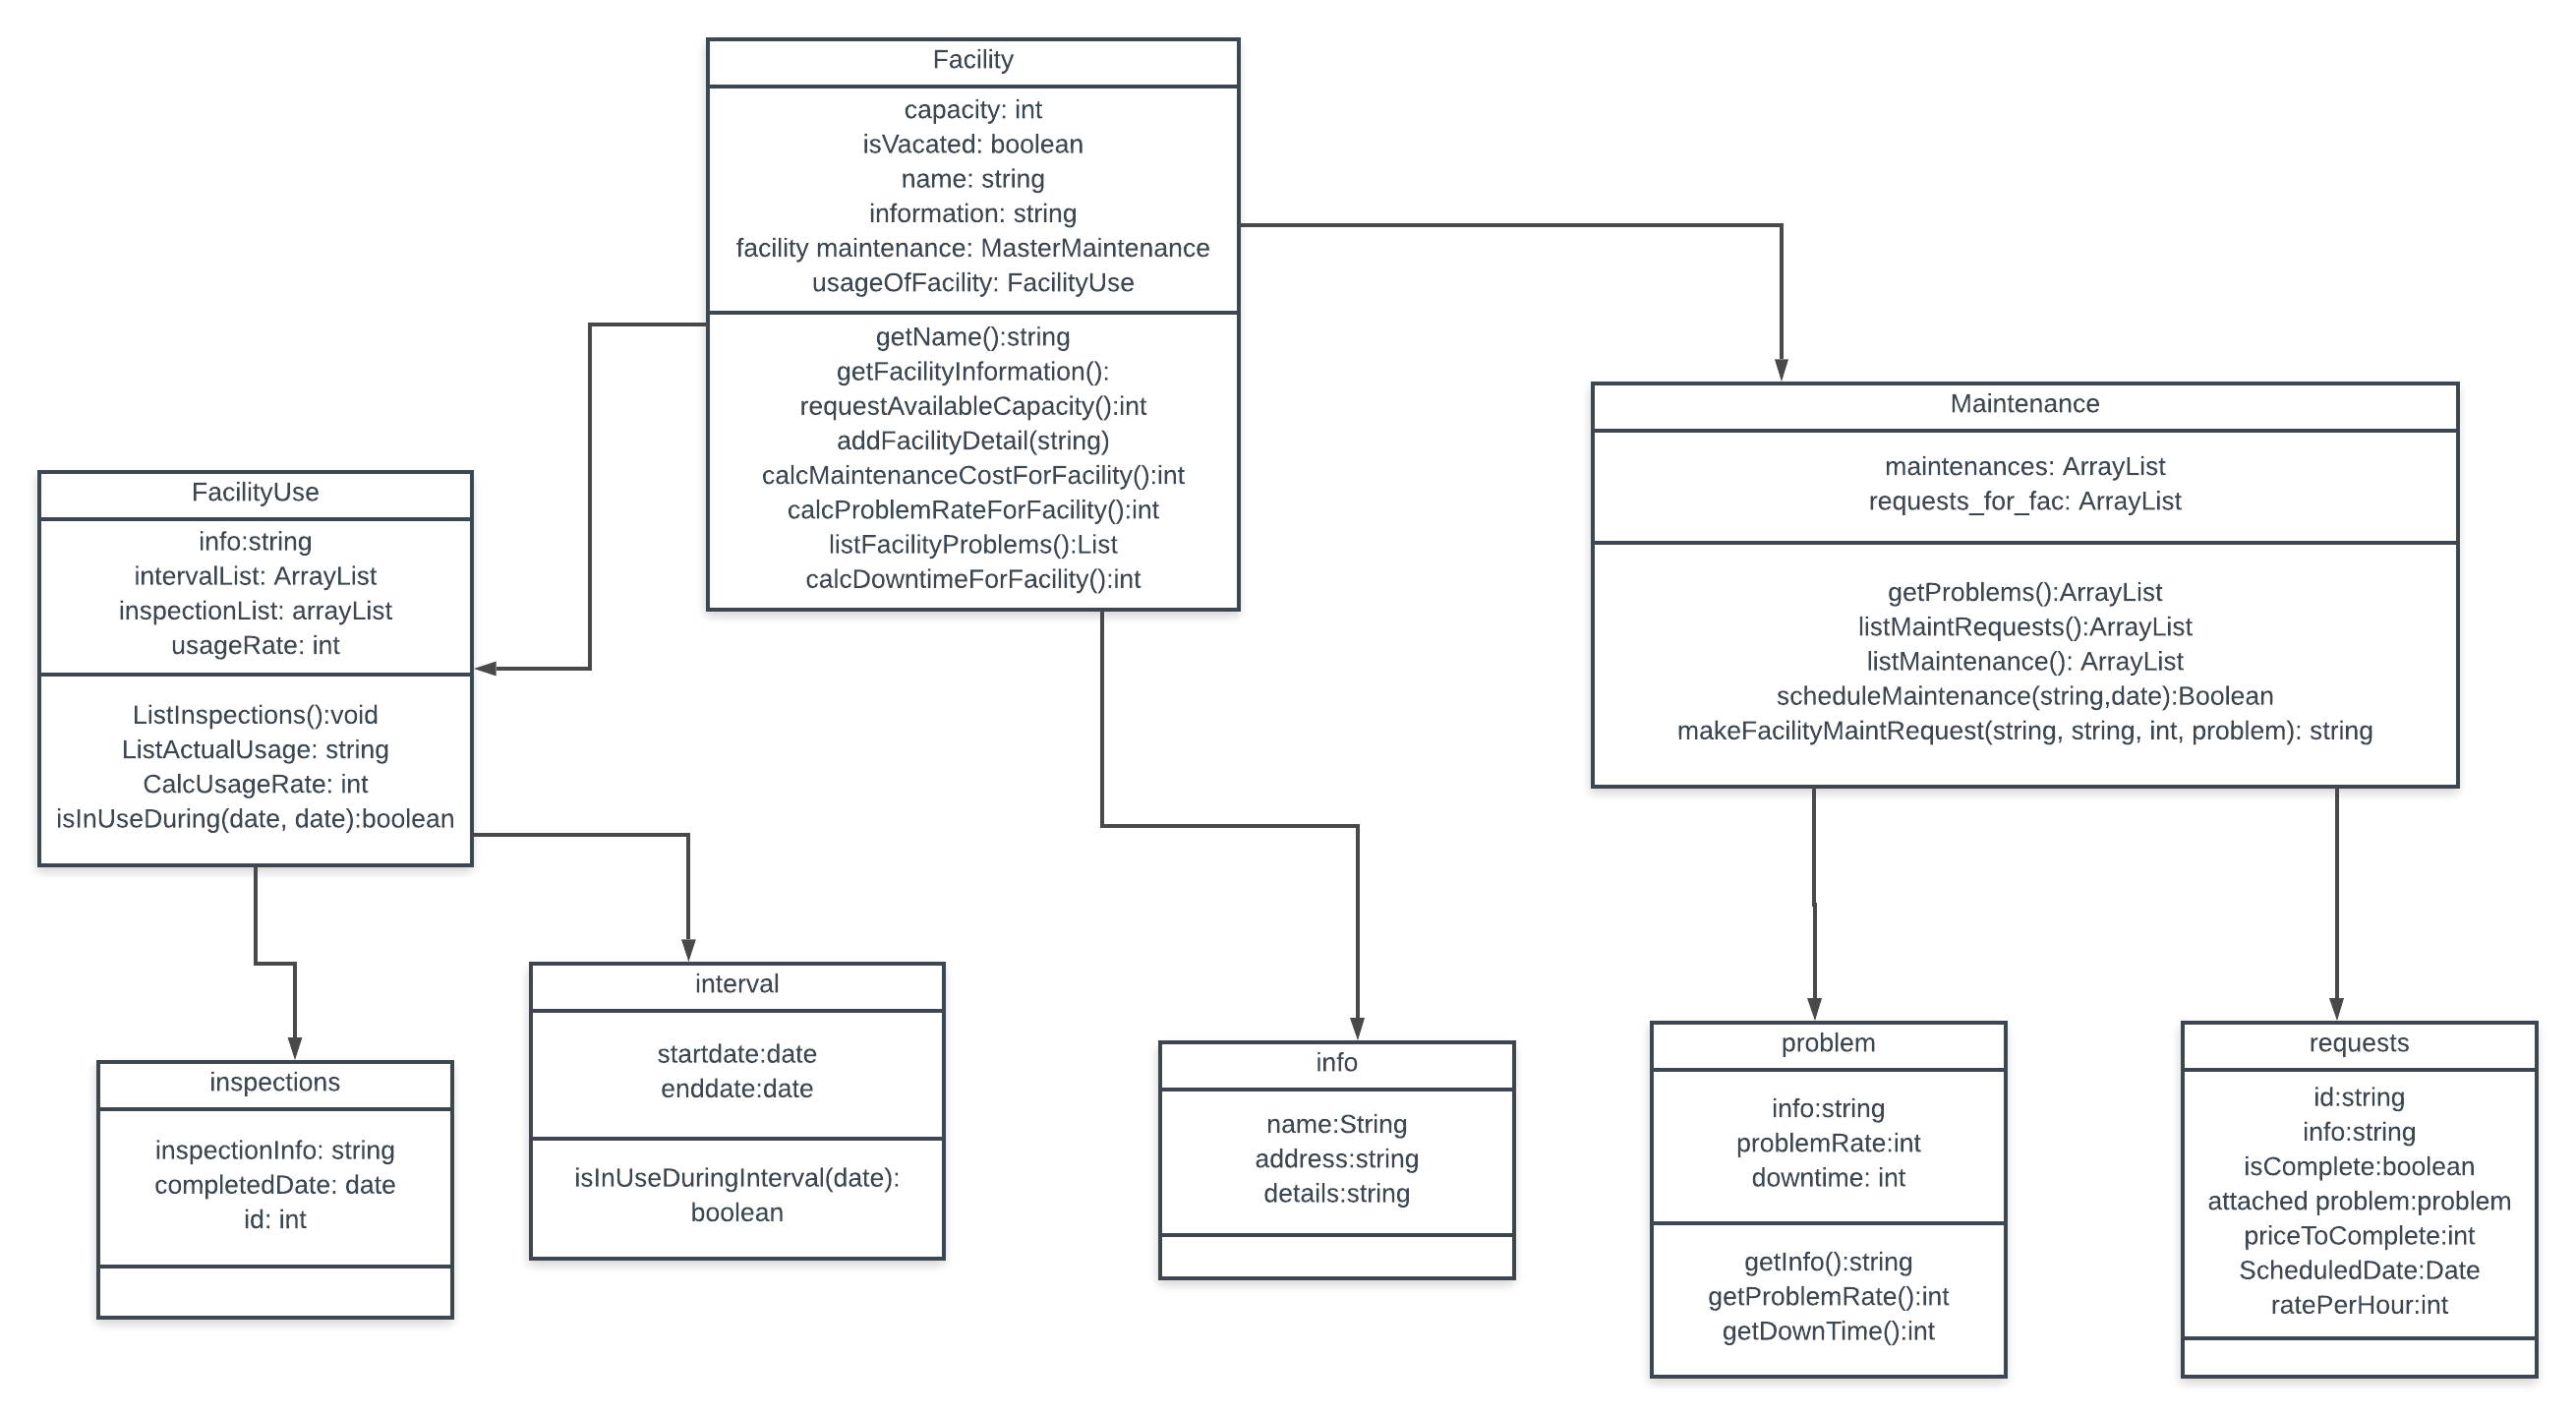 Facility
capacity: int
isVacated: boolean
name: string
information: string
facility maintenance: MasterMaintenance
usageOfFacility: FacilityUse
getName():string
getFacilityInformation():
requestAvailableCapacity():int
addFacilityDetail(string)
calcMaintenanceCostForFacility():int
calcProblemRateForFacility():int
listFacilityProblems():List
calcDowntimeForFacility():int
Maintenance
maintenances: ArrayList
requests_for_fac: ArrayList
getProblems():ArrayList
listMaintRequests():ArrayList
listMaintenance(): ArrayList
scheduleMaintenance(string,date):Boolean
makeFacilityMaintRequest(string, string, int, problem): string
FacilityUse
info:string
intervalList: ArrayList
inspectionList: arrayList
usageRate: int
ListInspections():void
ListActualUsage: string
CalcUsageRate: int
isInUseDuring(date, date):boolean
inspections
inspectionInfo: string
completedDate: date
id: int
interval
startdate:date
enddate:date
isInUseDuringInterval(date):
boolean
info
name:String
address:string
details:string
problem
info:string
problemRate:int
downtime: int
getInfo():string
getProblemRate():int
getDownTime():int
requests
id:string
info:string
isComplete:boolean
attached problem:problem
priceToComplete:int
ScheduledDate:Date
ratePerHour:int